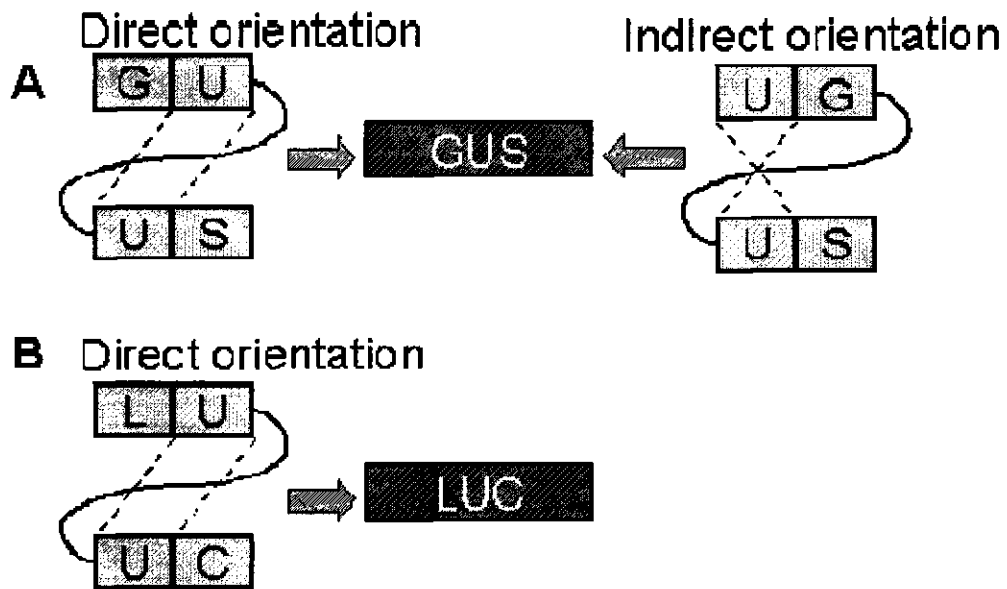 Direct orientation Indirect orientation
A G U U G
GUS
U S U S
B Direct orientation
L U
LUC
U C